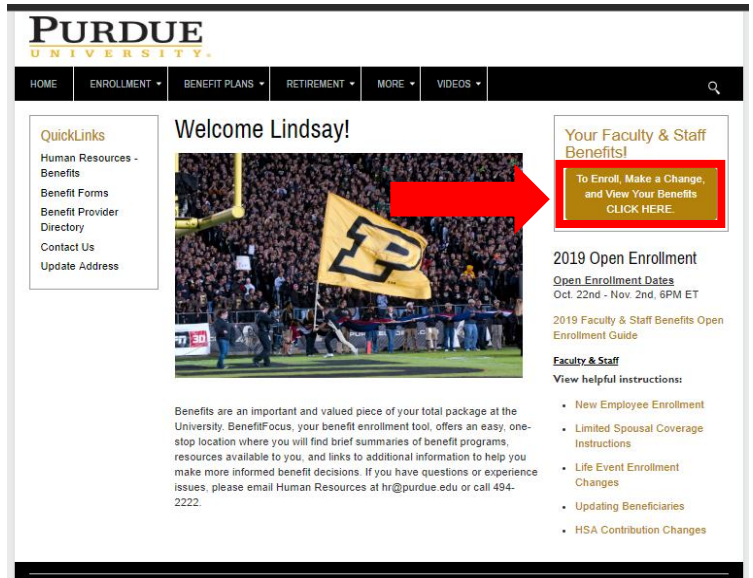 PURDUE
UNIVERSITY.
HOME ENROLLMENT BENEFIT PLANS RETIREMENT MORE VIDEOS
QuickLinks
Human Resources -
Benefits
Benefit Forms
Benefit Provider
Directory
Contact Us
Update Address
Welcome Lindsay!
P
Benefits are an important and valued piece of your total package at the
University. BenefitFocus, your benefit enrollment tool, offers an easy, one-
stop location where you will find brief summaries of benefit programs,
resources available to you, and links to additional information to help you
make more informed benefit decisions. If you have questions or experience
issues, please email Human Resources at hr@purdue.edu or call 494-
2222.
Your Faculty & Staff
Benefits!
To Enroll, Make a Change,
and View Your Benefits
CLICK HERE.
2019 Open Enrollment
Open Enrollment Dates
Oct. 22nd - Nov. 2nd, 6PM ET
2019 Faculty & Staff Benefits Open
Enrollment Guide
Faculty & Staff
View helpful instructions:
New Employee Enrollment
Limited Spousal Coverage
Instructions
Life Event Enrollment
Changes
Updating Beneficiaries
HSA Contribution Changes